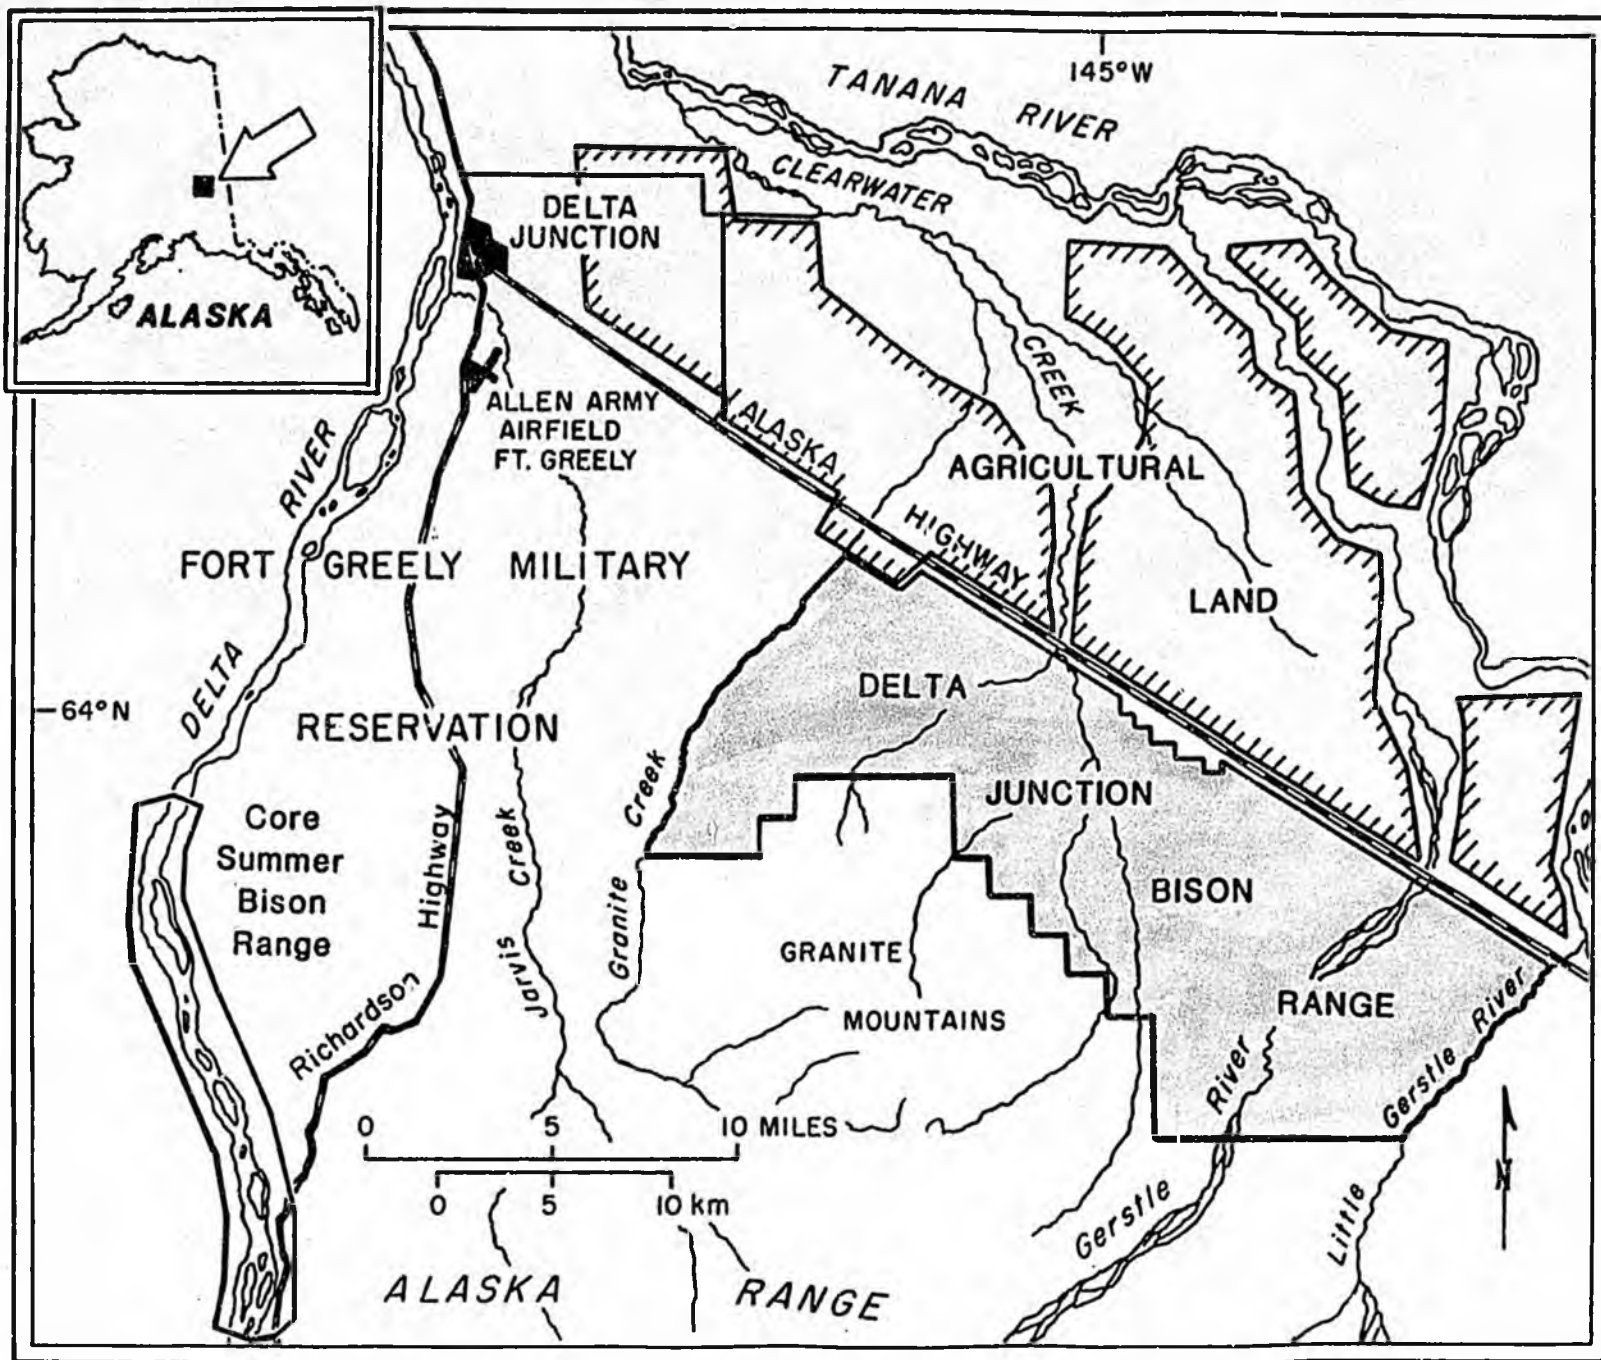 ALASKA
145°W
TANANA RIVER
CLEARWATER
CREEK
DELTA
JUNCTION
ALLEN ARMY
AIRFIELD
FT. GREELY
ALASKA HIGHWAY
AGRICULTURAL
LAND
DELTA RIVER
FORT GREELY MILITARY
RESERVATION
64°N
DELTA
JUNCTION
BISON
RANGE
Core
Summer
Bison
Range
Richardson Highway
Jarvis Creek
Granite Creek
GRANITE
MOUNTAINS
Gerstle River
Little Gerstle River
0 5 10 MILES
0 5 10 km
N
ALASKA RANGE